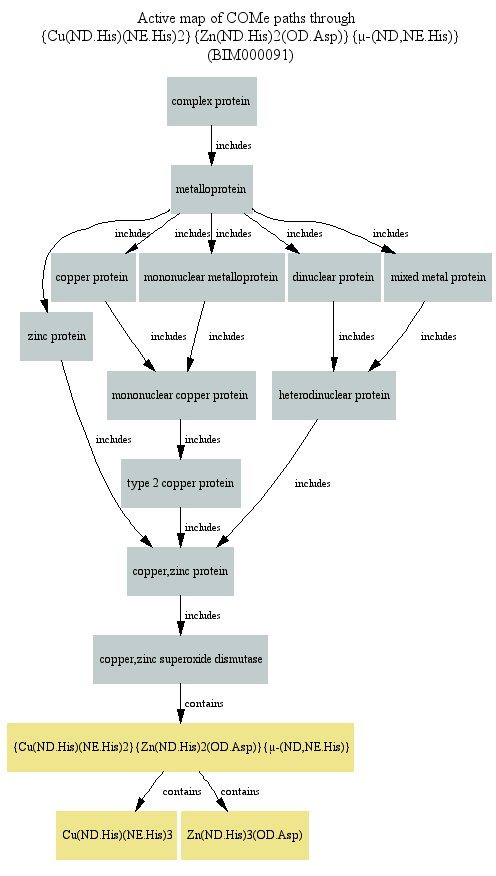 Active map of COMe paths through
{Cu(ND.His)(NE.His)2}{Zn(ND.His)2(OD.Asp)}{μ-(ND,NE.His)}
(BIM000091)
complex protein
includes
metalloprotein
includes
includes
includes
includes
includes
copper protein
mononuclear metalloprotein
dinuclear protein
mixed metal protein
zinc protein
includes
includes
includes
includes
mononuclear copper protein
heterodinuclear protein
includes
includes
type 2 copper protein
includes
includes
copper,zinc protein
includes
copper,zinc superoxide dismutase
contains
{Cu(ND.His)(NE.His)2}{Zn(ND.His)2(OD.Asp)}{μ-(ND,NE.His)}
contains
contains
Cu(ND.His)(NE.His)3
Zn(ND.His)3(OD.Asp)